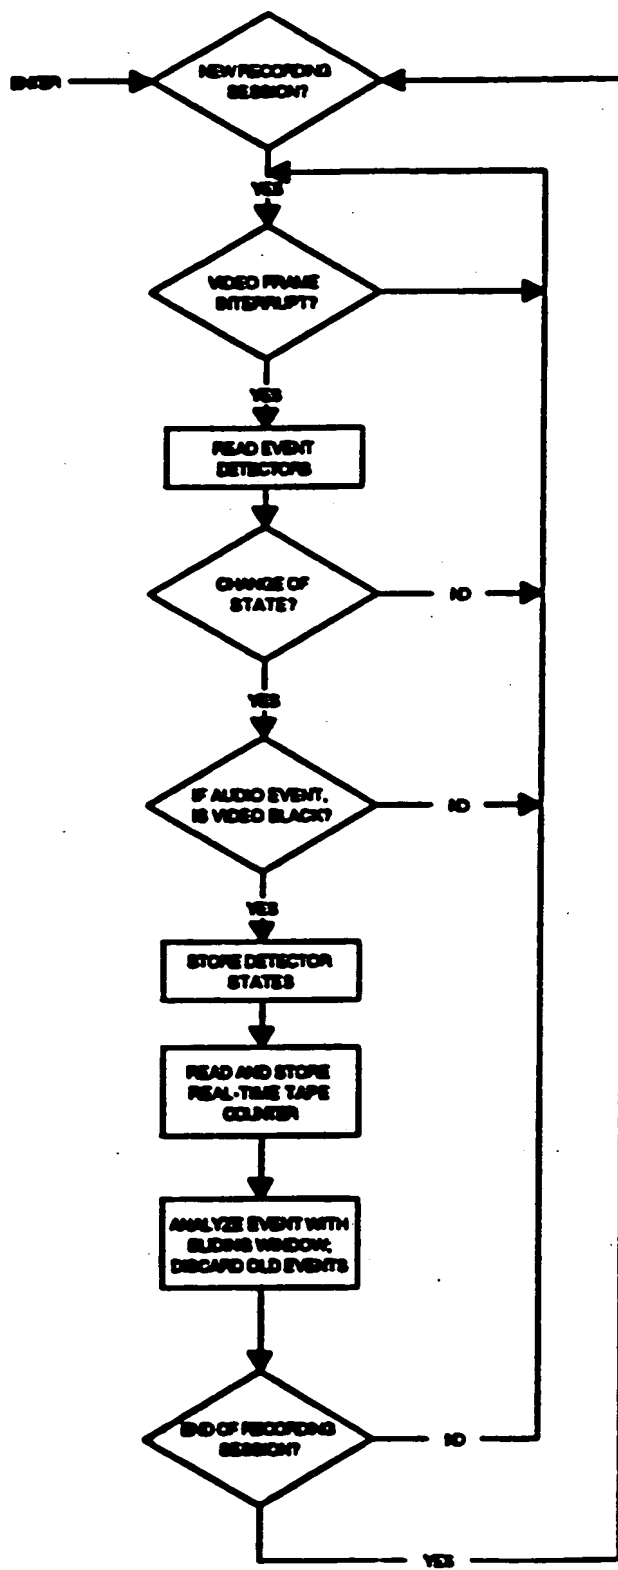 ENTER
NEW RECORDING
SESSION?
YES
VIDEO FRAME
INTERRUPT?
YES
READ EVENT
DETECTORS
CHANGE OF
STATE?
NO
YES
IF AUDIO EVENT,
IS VIDEO BLACK?
NO
YES
STORE DETECTOR
STATES
READ AND STORE
REAL-TIME TAPE
COUNTER
ANALYZE EVENT WITH
SLIDING WINDOW;
DISCARD OLD EVENTS
END OF RECORDING
SESSION?
NO
YES